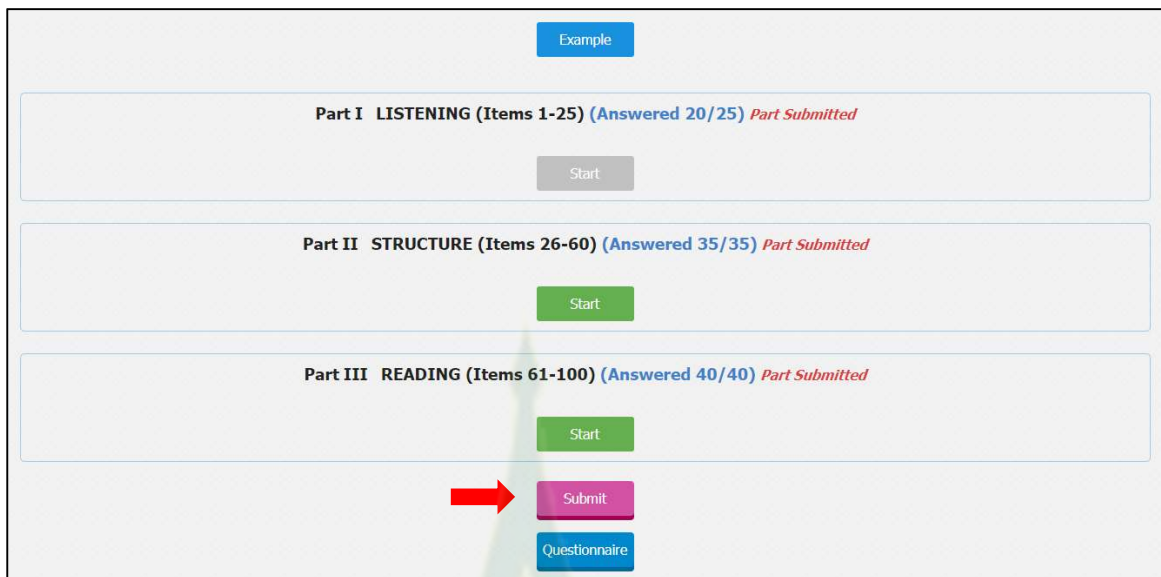 Example
Part I LISTENING (Items 1-25) (Answered 20/25) Part Submitted
Start
Part II STRUCTURE (Items 26-60) (Answered 35/35) Part Submitted
Start
Part III READING (Items 61-100) (Answered 40/40) Part Submitted
Start
Submit
Questionnaire